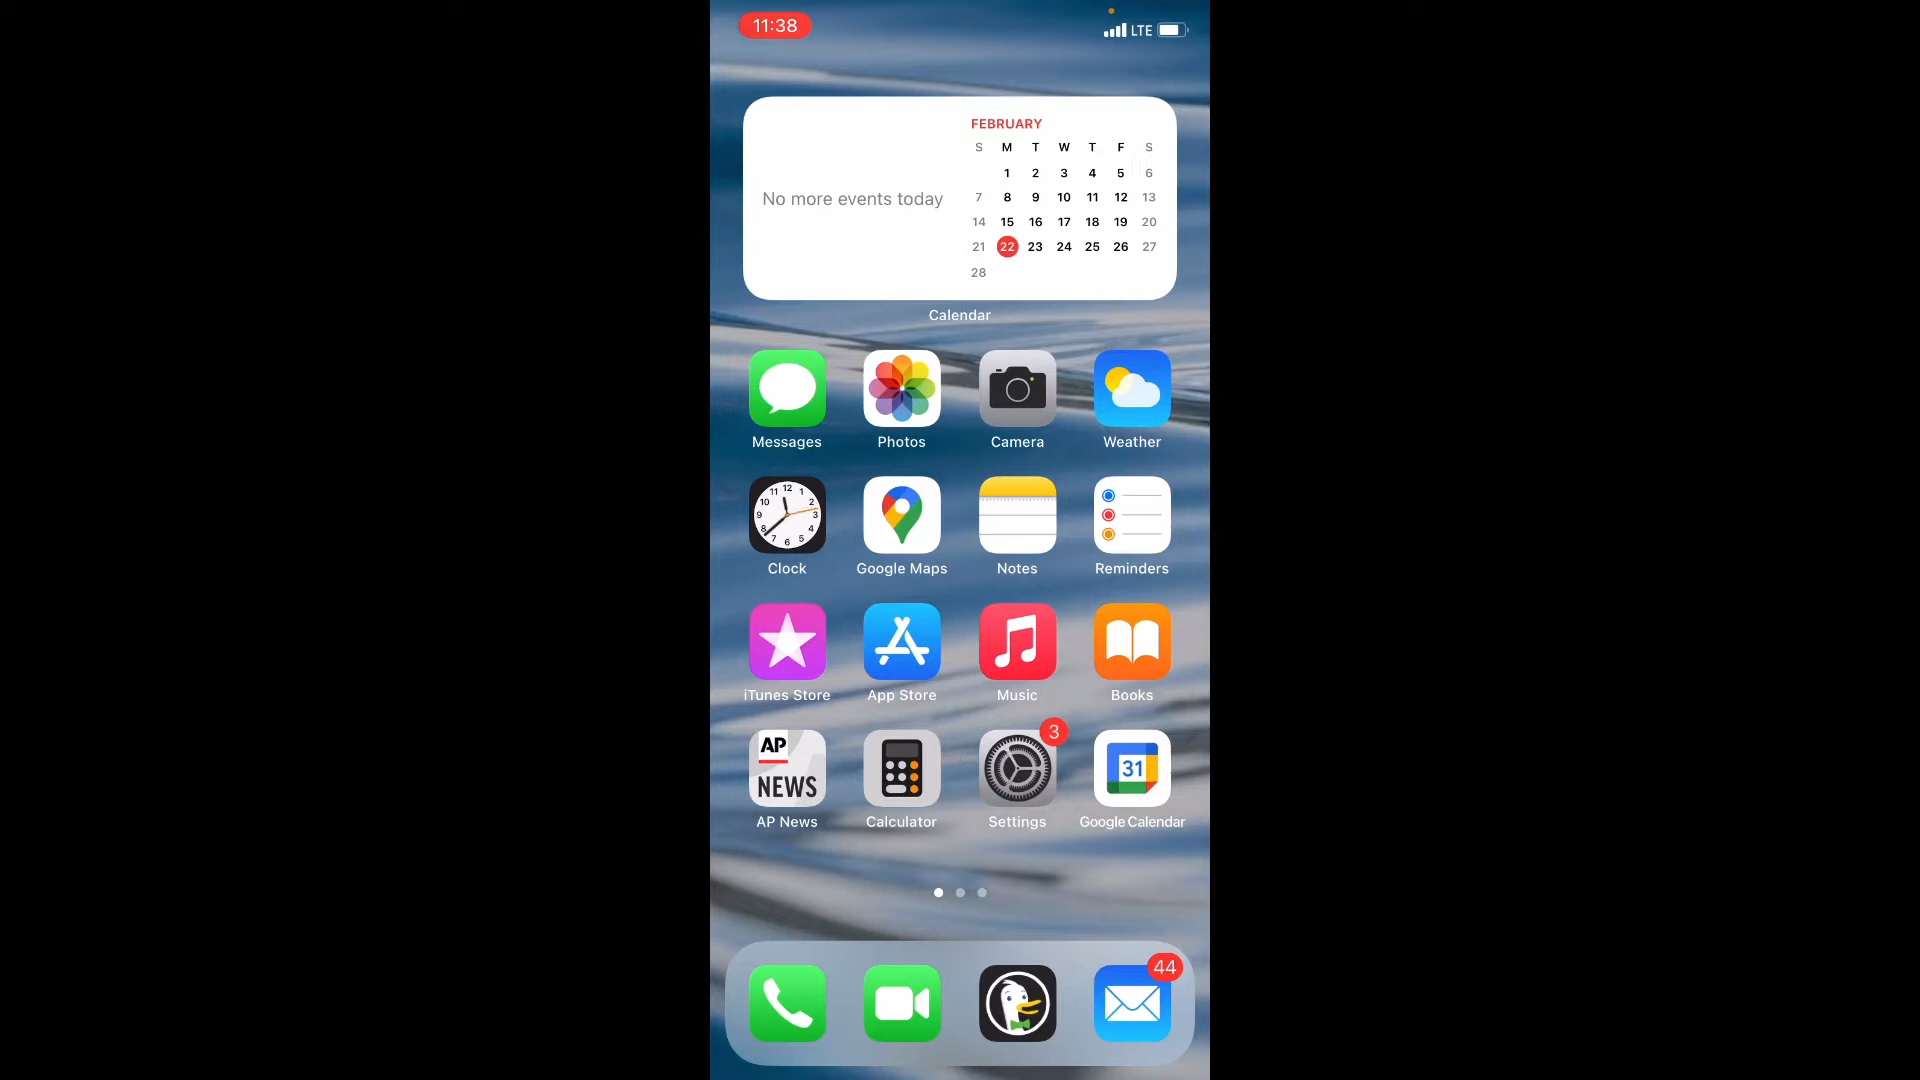 11:38
LTE
FEBRUARY
S M T W T F S
1 2 3 4 5 6
No more events today
7 8 9 10 11 12 13
14 15 16 17 18 19 20
21 22 23 24 25 26 27
28
Calendar
Messages Photos Camera Weather
12
11 1
10 2
9 3
8 4
7 5
6
Clock Google Maps Notes Reminders
iTunes Store App Store Music Books
AP
NEWS
3
31
AP News Calculator Settings Google Calendar
44